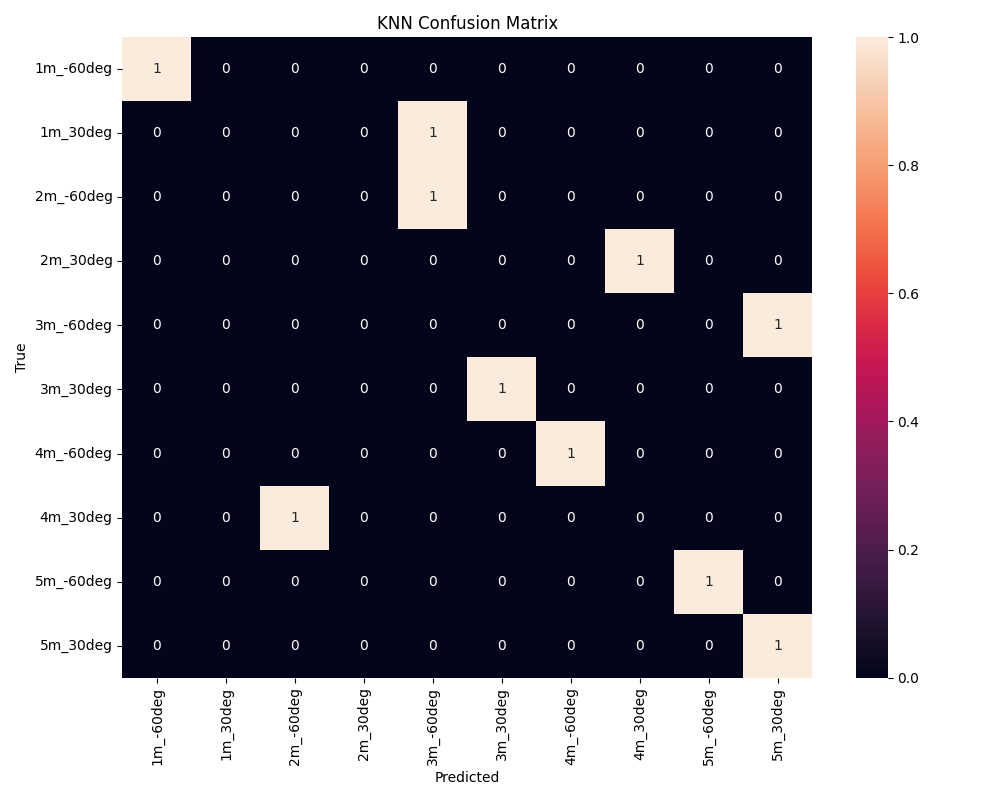 KNN Confusion Matrix
1m_-60deg 1 0 0 0 0 0 0 0 0 0
1m_30deg 0 0 0 0 1 0 0 0 0 0
2m_-60deg 0 0 0 0 1 0 0 0 0 0
2m_30deg 0 0 0 0 0 0 0 1 0 0
3m_-60deg 0 0 0 0 0 0 0 0 0 1
3m_30deg 0 0 0 0 0 1 0 0 0 0
4m_-60deg 0 0 0 0 0 0 1 0 0 0
4m_30deg 0 0 1 0 0 0 0 0 0 0
5m_-60deg 0 0 0 0 0 0 0 0 1 0
5m_30deg 0 0 0 0 0 0 0 0 0 1
True
1m_-60deg 1m_30deg 2m_-60deg 2m_30deg 3m_-60deg 3m_30deg 4m_-60deg 4m_30deg 5m_-60deg 5m_30deg
Predicted
1.0
0.8
0.6
0.4
0.2
0.0